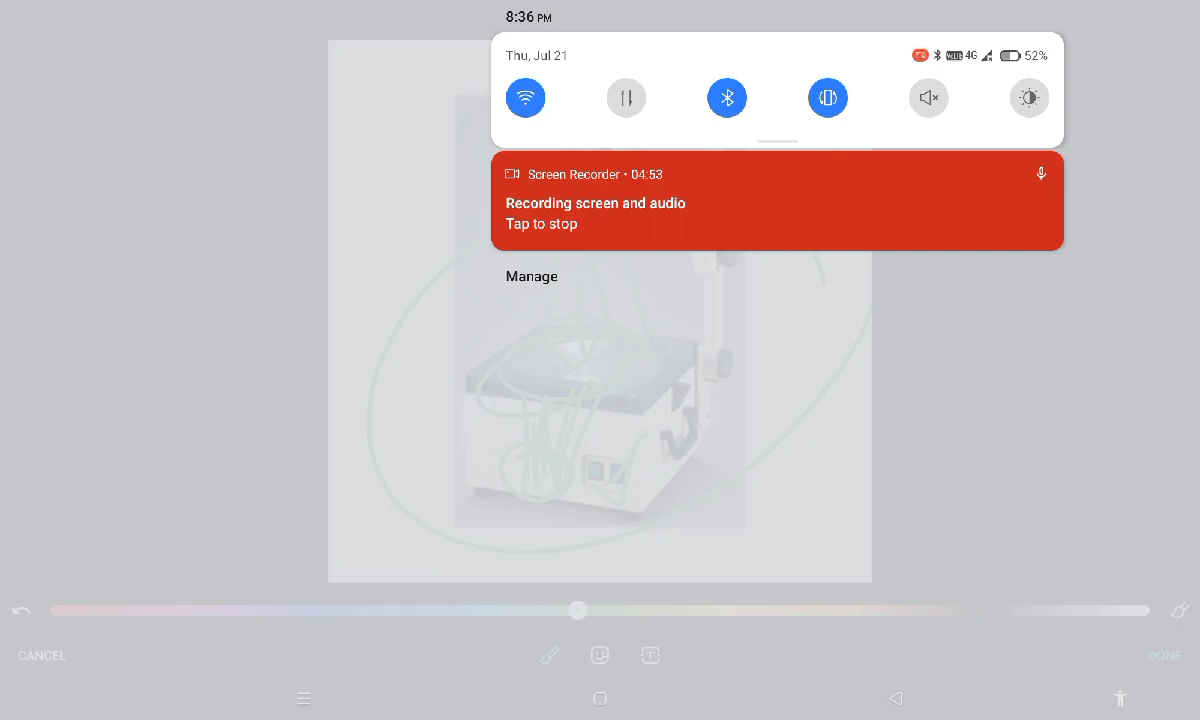 8:36 PM
Thu, Jul 21
4G
52%
Screen Recorder • 04:53
Recording screen and audio
Tap to stop
Manage
CANCEL
T
DONE